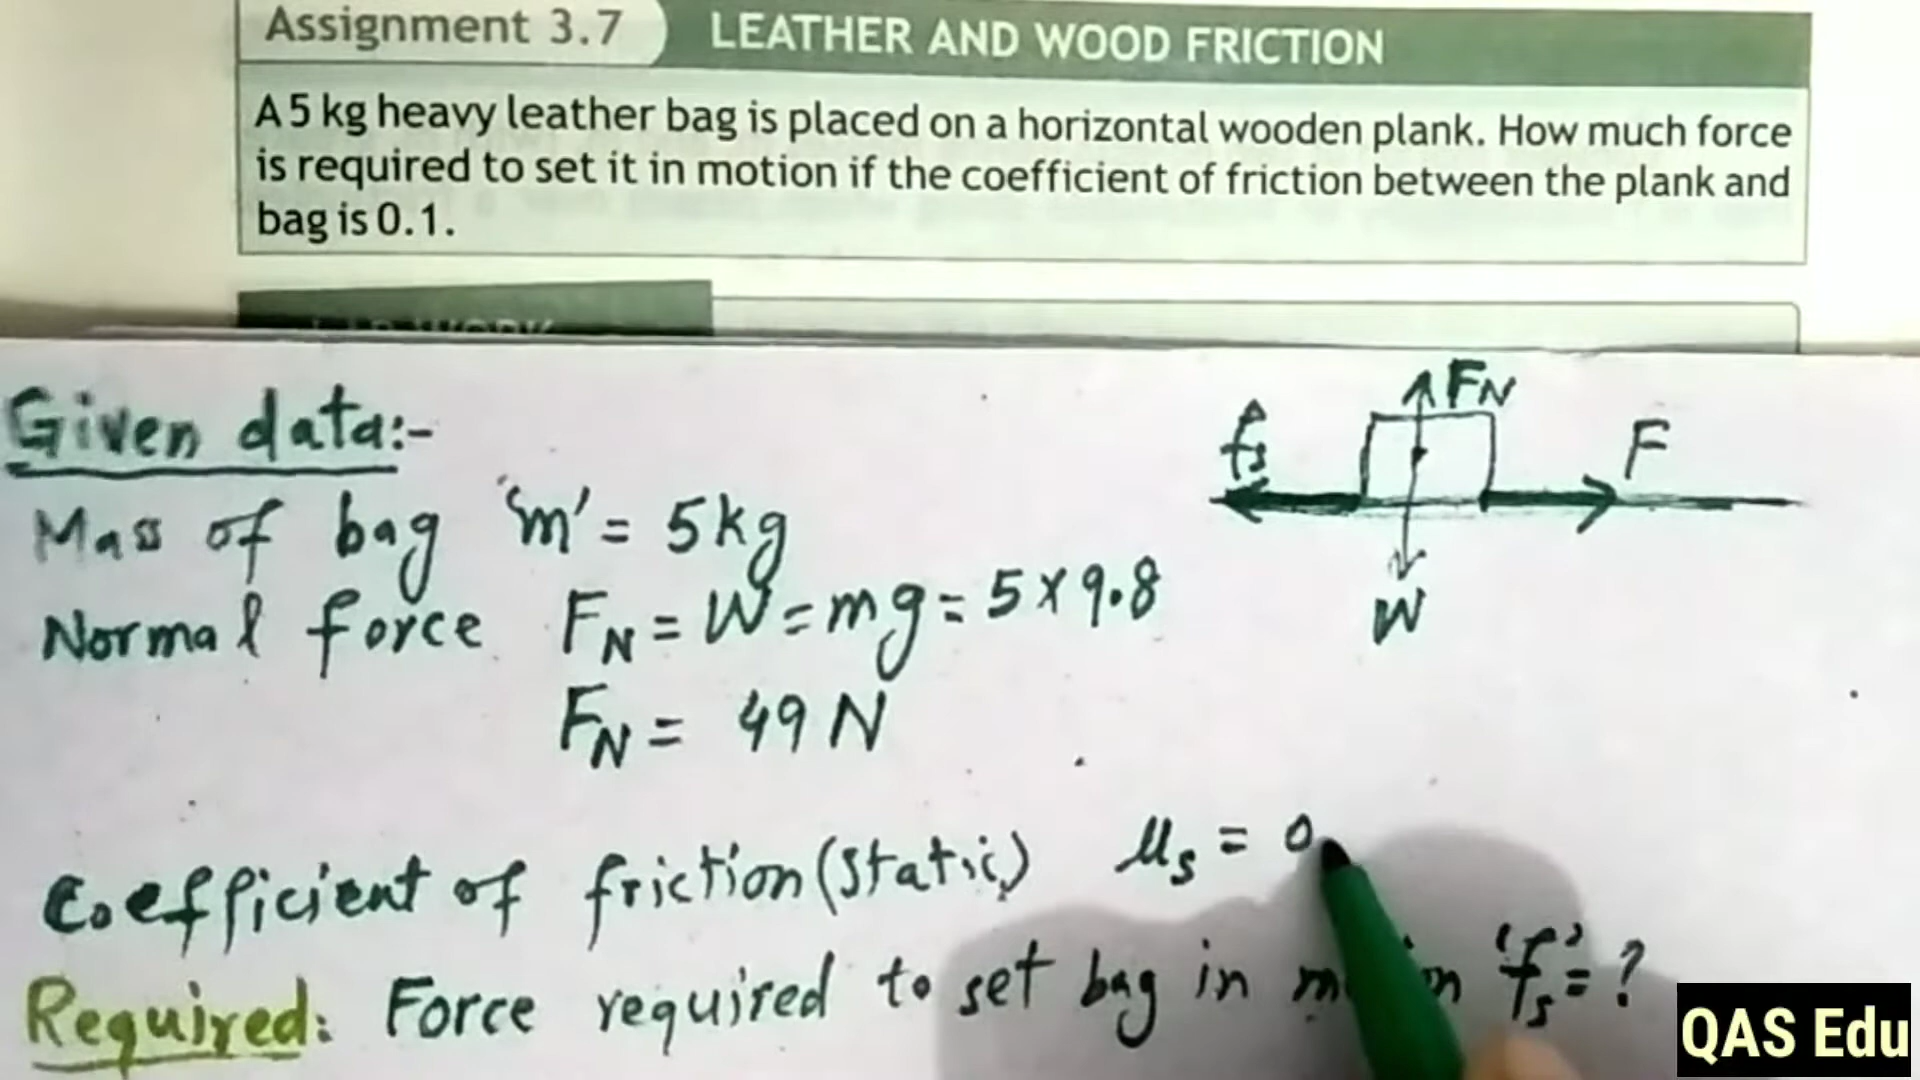 Assignment 3.7 LEATHER AND WOOD FRICTION
A 5 kg heavy leather bag is placed on a horizontal wooden plank. How much force
is required to set it in motion if the coefficient of friction between the plank and
bag is 0.1.
Given data:-
Mass of bag 'm' = 5kg
Normal force FN = W = mg = 5 × 9.8
FN = 49 N
FN
fs
F
W
Coefficient of friction (static) μs = 0
Required: Force required to set bag in 'fs' = ?
QAS Edu